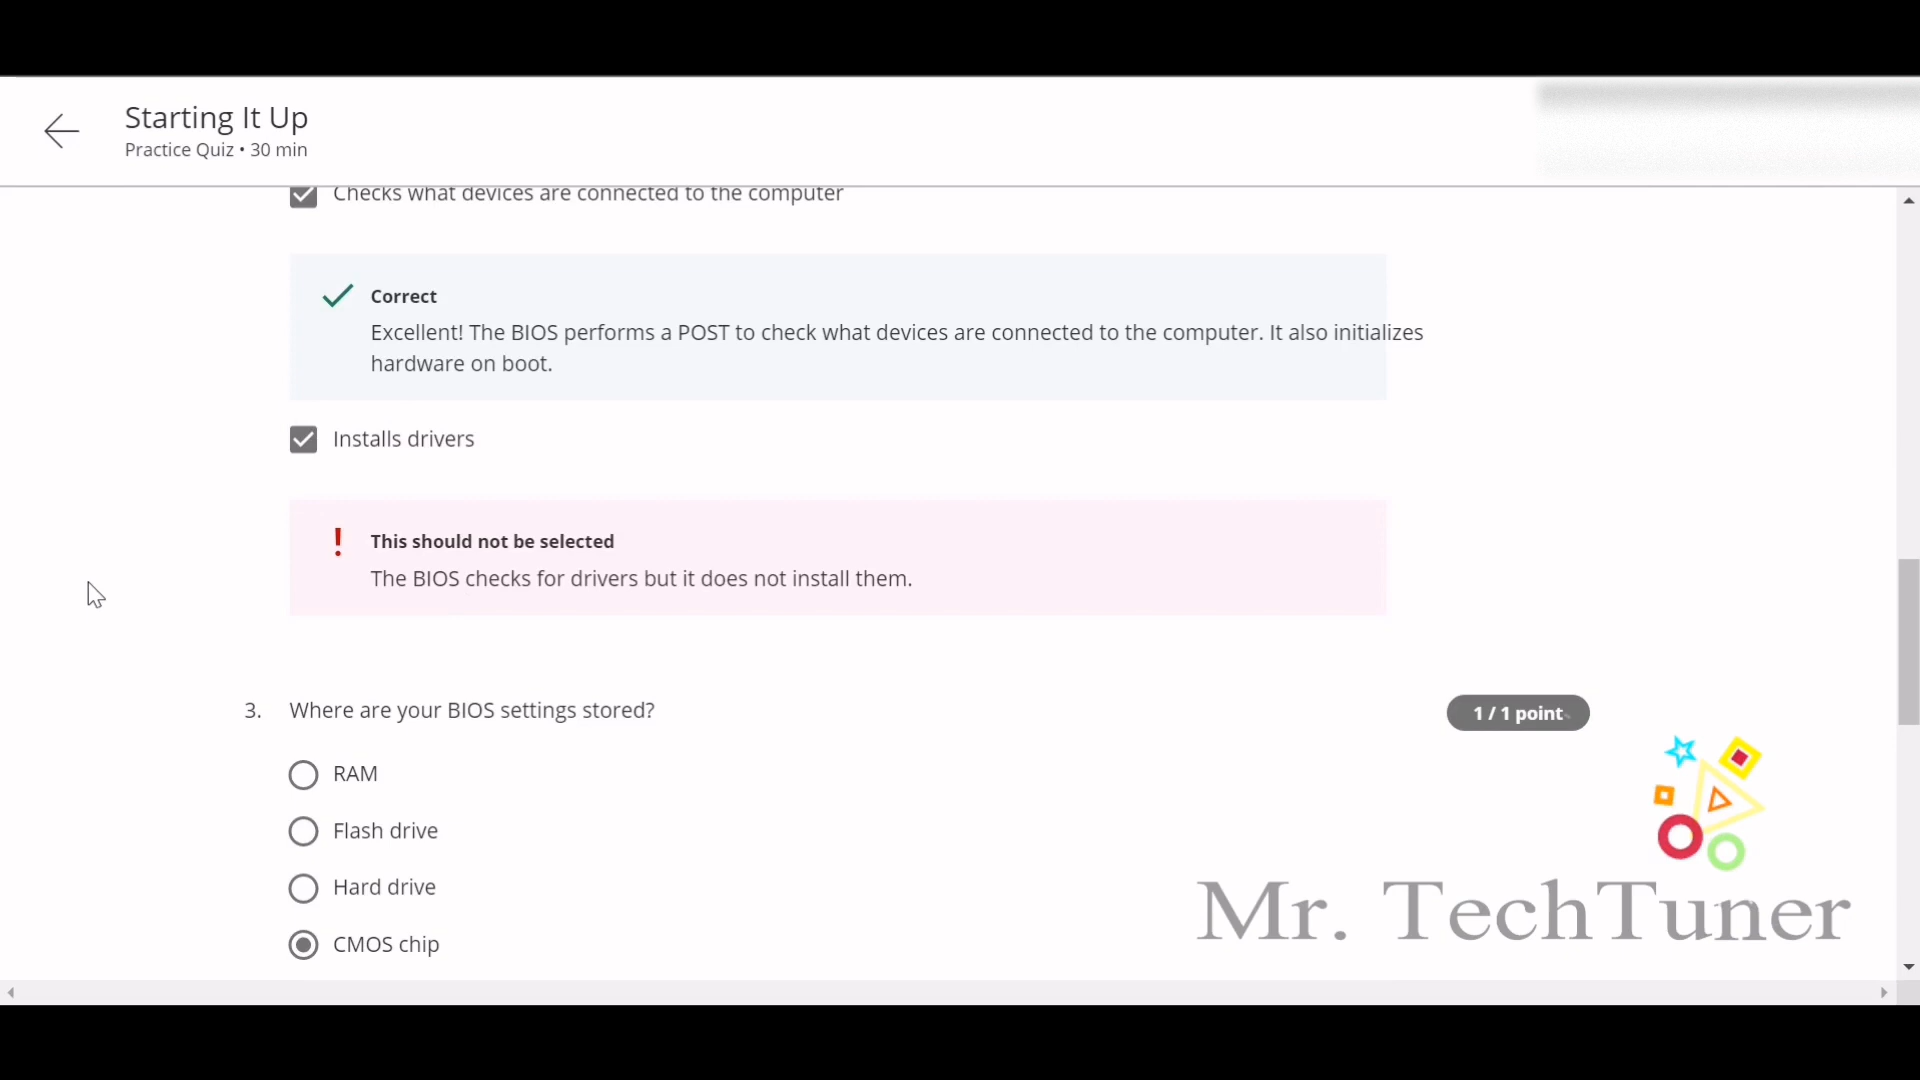 Starting It Up
Practice Quiz • 30 min
Checks what devices are connected to the computer
Correct
Excellent! The BIOS performs a POST to check what devices are connected to the computer. It also initializes
hardware on boot.
Installs drivers
This should not be selected
The BIOS checks for drivers but it does not install them.
3. Where are your BIOS settings stored?
1 / 1 point
RAM
Flash drive
Hard drive
CMOS chip
Mr. TechTuner